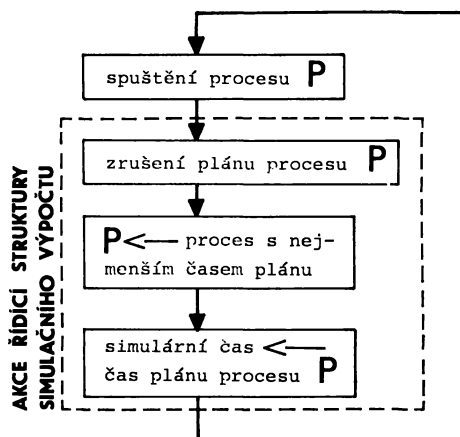 spuštění procesu P
AKCE ŘÍDÍCÍ STRUKTURY
SIMULAČNÍHO VÝPOČTU
zrušení plánu procesu P
P ← proces s nej-
menším časem plánu
simulární čas ←
čas plánu procesu P